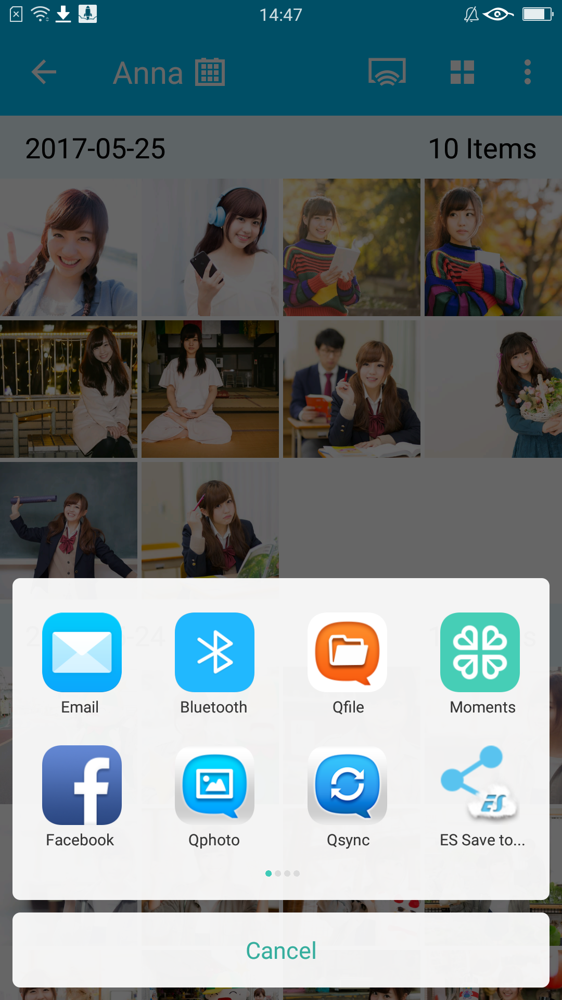 14:47
Anna
2017-05-25 10 Items
Email Bluetooth Qfile Moments
Facebook Qphoto Qsync ES Save to...
Cancel